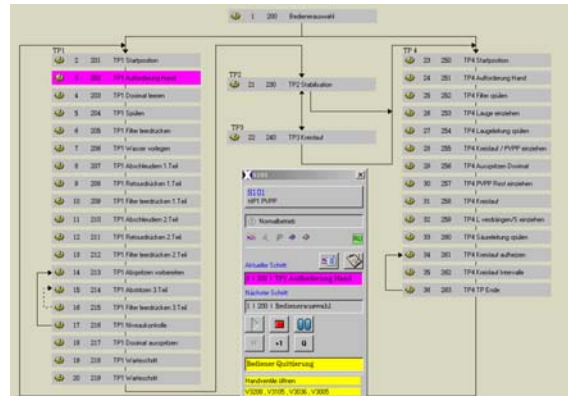 1 200 Bedienerauswahl
TP1
2 201 TP1 Startposition
3 202 TP1 Aufforderung Hand
4 203 TP1 Dosimat leeren
5 204 TP1 Spülen
6 205 TP1 Filter leerdrücken
7 206 TP1 Wasser vorlegen
8 207 TP1 Abschleudern 1.Teil
9 208 TP1 Retourdrücken 1.Teil
10 209 TP1 Filter leerdrücken 1.Teil
11 210 TP1 Abschleudern 2.Teil
12 211 TP1 Retourdrücken 2.Teil
13 212 TP1 Filter leerdrücken 2.Teil
14 213 TP1 Abspritzen vorbereiten
15 214 TP1 Abspritzen 3.Teil
16 215 TP1 Filter leerdrücken 3.Teil
17 216 TP1 Niveaukontrolle
18 217 TP1 Dosimat ausspritzen
19 218 TP1 Warteschritt
20 219 TP1 Warteschritt
TP2
21 230 TP2 Stabilisation
TP3
22 240 TP3 Kreislauf
TP 4
23 250 TP4 Startposition
24 251 TP4 Aufforderung Hand
25 252 TP4 Filter spülen
26 253 TP4 Lauge einziehen
27 254 TP4 Laugeleitung spülen
28 255 TP4 Kreislauf / PVPP einziehen
29 256 TP4 Ausspritzen Dosimat
30 257 TP4 PVPP Rest einziehen
31 258 TP4 Kreislauf
32 259 TP4 L verdrängen/S einziehen
33 260 TP4 Säureleitung spülen
34 261 TP4 Kreislauf aufheizen
35 262 TP4 Kreislauf Intervalle
36 263 TP4 TP Ende
S101
S101
Normalbetrieb
Aktueller Schritt
3 | 202 | TP1 Aufforderung Hand
Nächster Schritt
1 | 200 | Bedienerauswahl
+1 Q
Bediener Quittierung
Handventile öffnen
V3208 , V3105 , V3036 , V3005